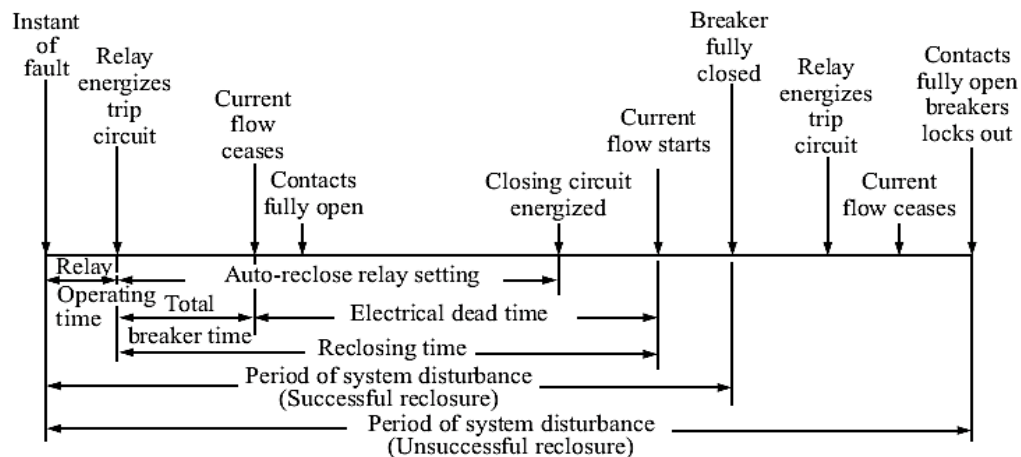 Instant
of
fault
Relay
energizes
trip
circuit
Current
flow
ceases
Contacts
fully open
Closing circuit
energized
Current
flow starts
Breaker
fully
closed
Relay
energizes
trip
circuit
Current
flow ceases
Contacts
fully open
breakers
locks out
Relay
Operating
time
Auto-reclose relay setting
Total
breaker time
Electrical dead time
Reclosing time
Period of system disturbance
(Successful reclosure)
Period of system disturbance
(Unsuccessful reclosure)